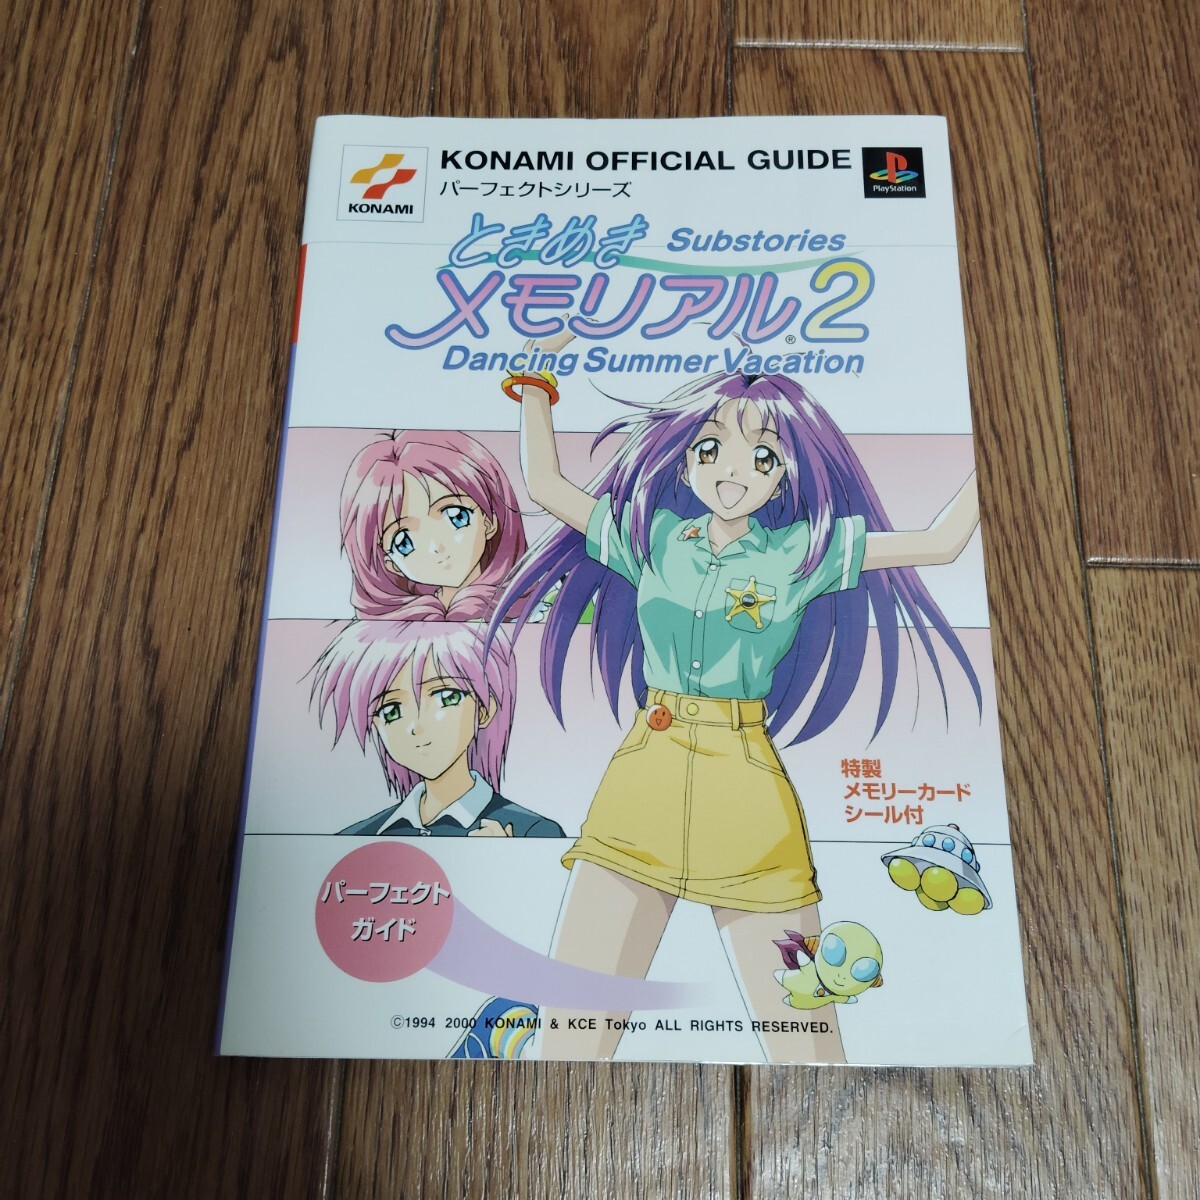 KONAMI
KONAMI OFFICIAL GUIDE
パーフェクトシリーズ
PlayStation
ときめき Substories
メモリアル®2
Dancing Summer Vacation
特製
メモリーカード
シール付
パーフェクト
ガイド
©1994 2000 KONAMI & KCE Tokyo ALL RIGHTS RESERVED.